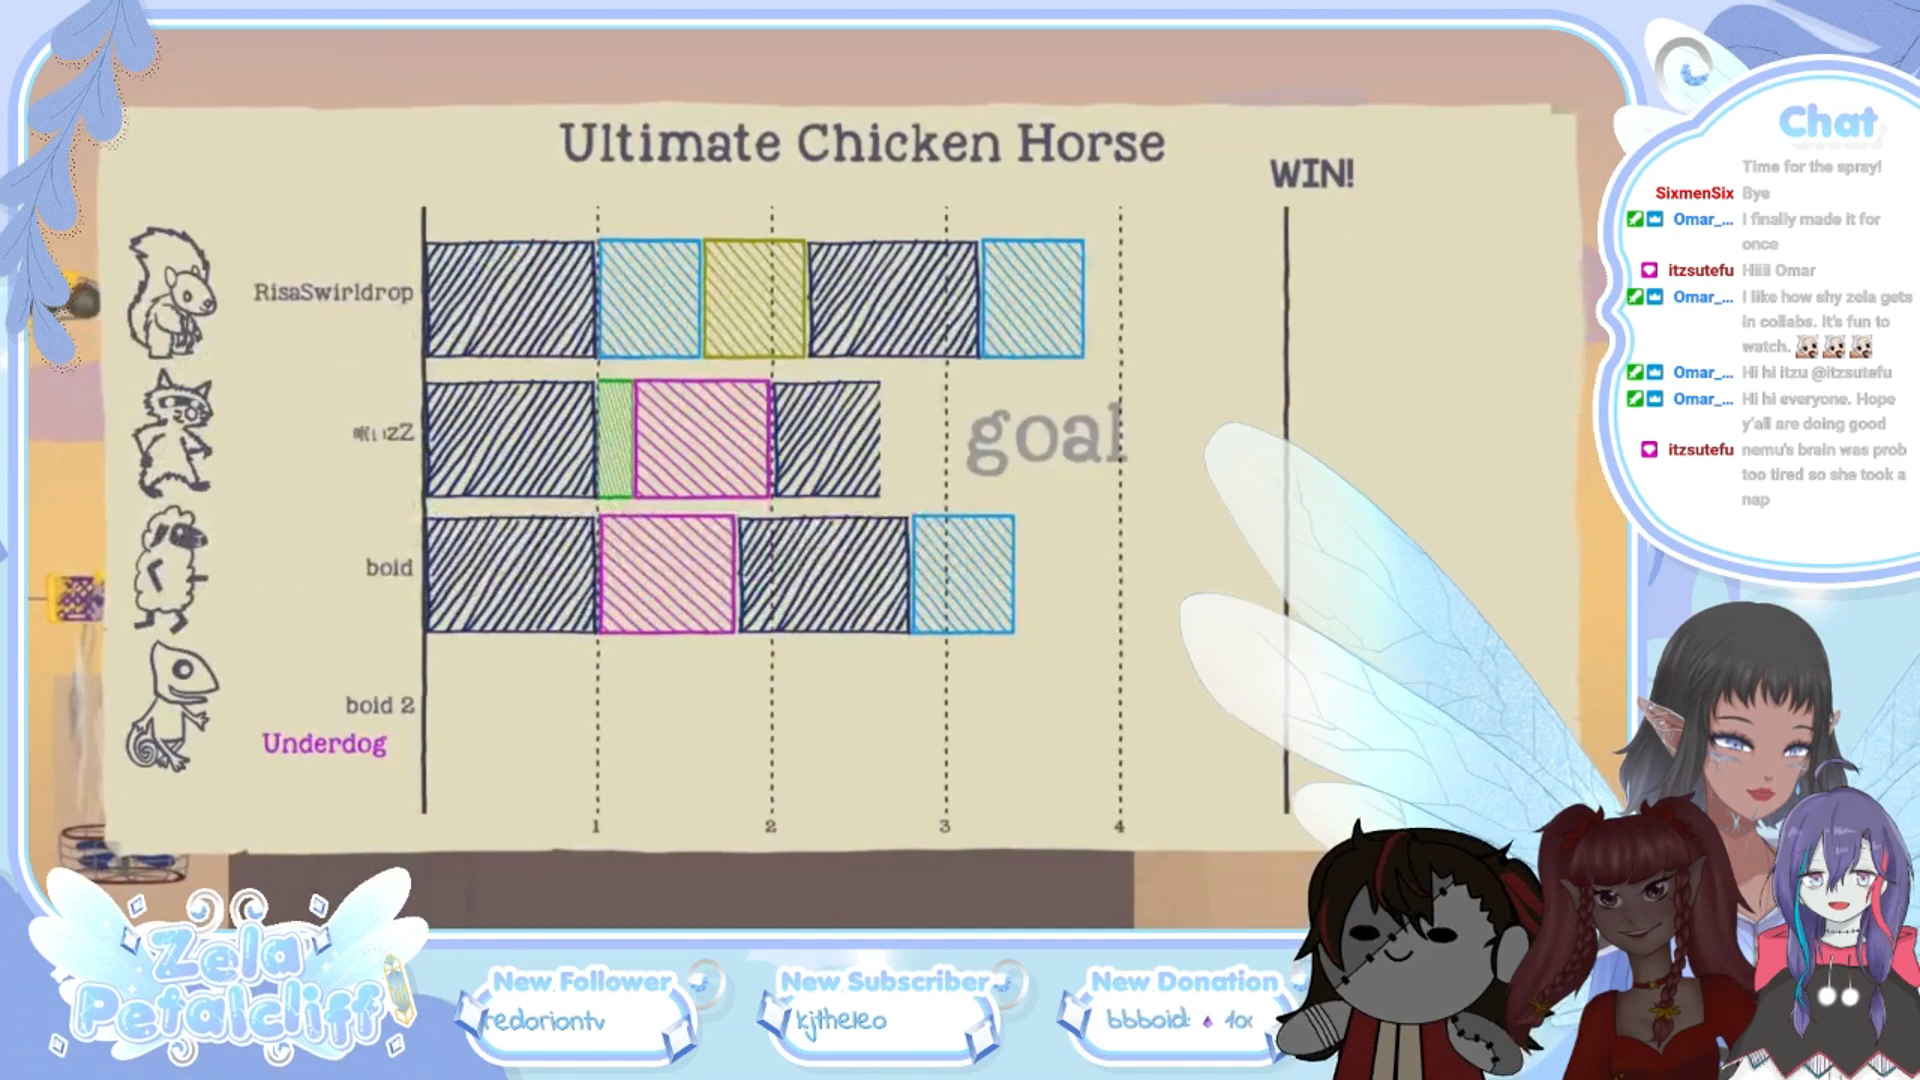 Ultimate Chicken Horse
WIN!
RisaSwirldrop
goal
boid
boid 2
Underdog
1
2
3
4
Chat
Time for the spray!
SixmenSix Bye
Omar_... I finally made it for
once
itzsutefu Hiiii Omar
Omar_... I like how shy zela gets
in collabs. It's fun to
watch.
Omar_... Hi hi itzu @itzsutefu
Omar_... Hi hi everyone. Hope
y'all are doing good
itzsutefu nemu's brain was prob
too tired so she took a
nap
Zela
Petalcliff
New Follower
redoriontv
New Subscriber
kjtheleo
New Donation
bbboid: